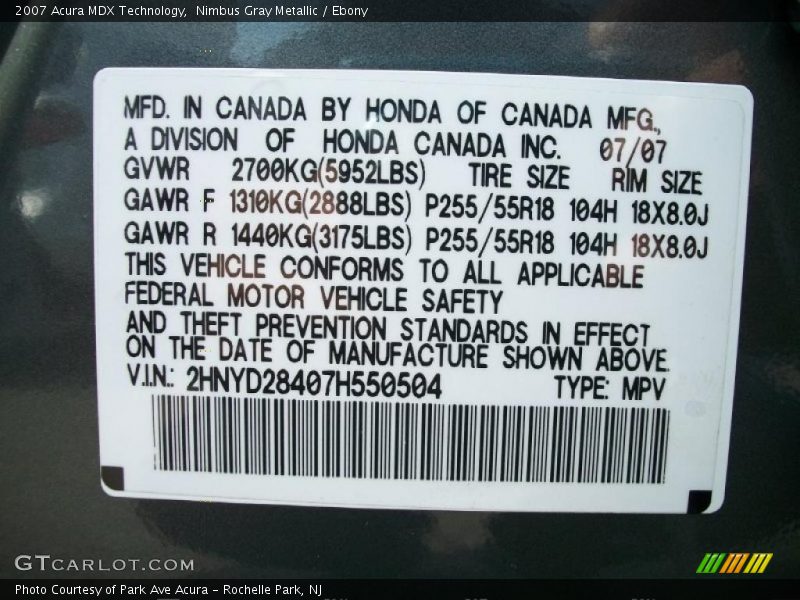 2007 Acura MDX Technology,  Nimbus Gray Metallic / Ebony
MFD. IN CANADA BY HONDA OF CANADA MFG.,
A DIVISION OF HONDA CANADA INC. 07/07
GVWR 2700KG(5952LBS) TIRE SIZE RIM SIZE
GAWR F 1310KG(2888LBS) P255/55R18 104H 18X8.0J
GAWR R 1440KG(3175LBS) P255/55R18 104H 18X8.0J
THIS VEHICLE CONFORMS TO ALL APPLICABLE
FEDERAL MOTOR VEHICLE SAFETY
AND THEFT PREVENTION STANDARDS IN EFFECT
ON THE DATE OF MANUFACTURE SHOWN ABOVE.
V.I.N.: 2HNYD28407H550504 TYPE: MPV
GTCARLOT.COM
Photo Courtesy of Park Ave Acura - Rochelle Park, NJ